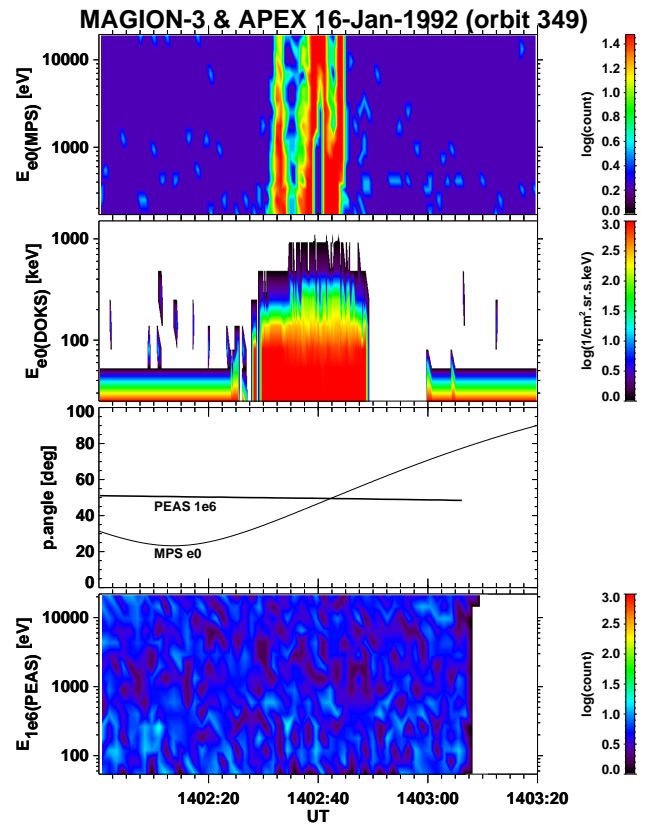 MAGION-3 & APEX 16-Jan-1992 (orbit 349)
E e0(MPS) [eV]
10000
1000
log(count)
1.4
1.2
1.0
0.8
0.6
0.4
0.2
0.0
E e0(DOKS) [keV]
1000
100
log(1/cm² sr.s.keV)
3.0
2.5
2.0
1.5
1.0
0.5
0.0
p.angle [deg]
100
80
60
40
20
0
PEAS 1e6
MPS e0
E 1e6(PEAS) [eV]
10000
1000
100
log(count)
3.0
2.5
2.0
1.5
1.0
0.5
0.0
1402:20 1402:40 1403:00 1403:20
UT